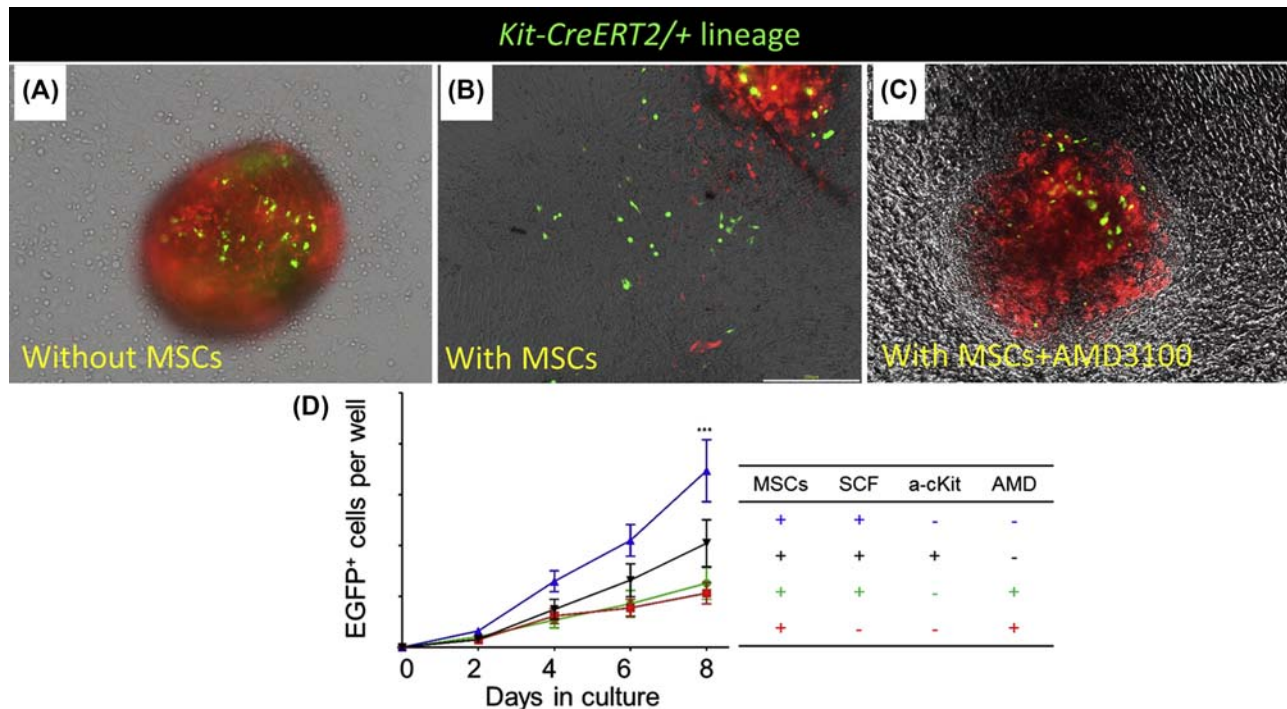 Kit-CreERT2/+ lineage
(A)
Without MSCs
(B)
With MSCs
(C)
With MSCs+AMD3100
(D)
EGFP+ cells per well
***
0 2 4 6 8
Days in culture
MSCs SCF a-cKit AMD
+ + - -
+ + + -
+ + - +
+ - - +